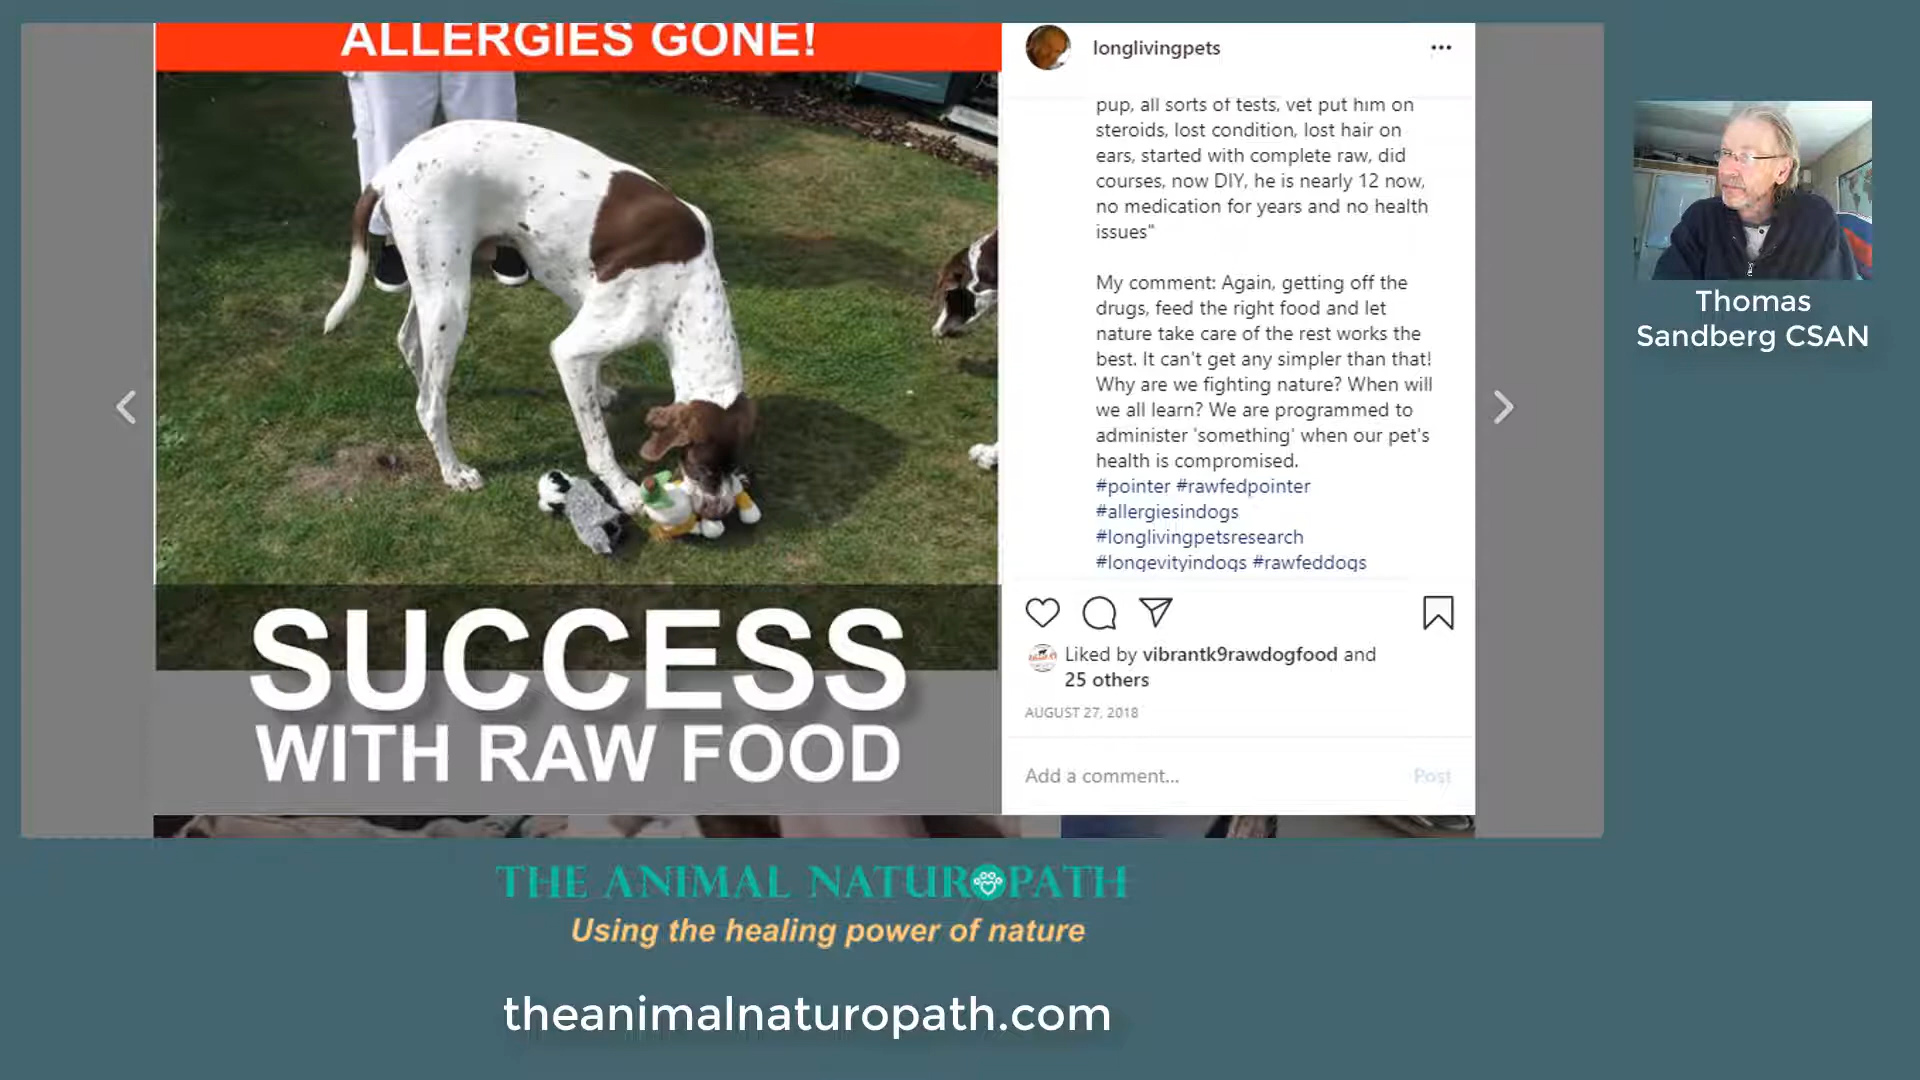 ALLERGIES GONE!
SUCCESS
WITH RAW FOOD
longlivingpets
pup, all sorts of tests, vet put him on
steroids, lost condition, lost hair on
ears, started with complete raw, did
courses, now DIY, he is nearly 12 now,
no medication for years and no health
issues"
My comment: Again, getting off the
drugs, feed the right food and let
nature take care of the rest works the
best. It can't get any simpler than that!
Why are we fighting nature? When will
we all learn? We are programmed to
administer 'something' when our pet's
health is compromised.
#pointer #rawfedpointer
#allergiesindogs
#longlivingpetsresearch
#longevityindogs #rawfeddogs
Liked by vibrantk9rawdogfood and
25 others
AUGUST 27, 2018
Add a comment...
Post
Thomas
Sandberg CSAN
THE ANIMAL NATUROPATH
Using the healing power of nature
theanimalnaturopath.com